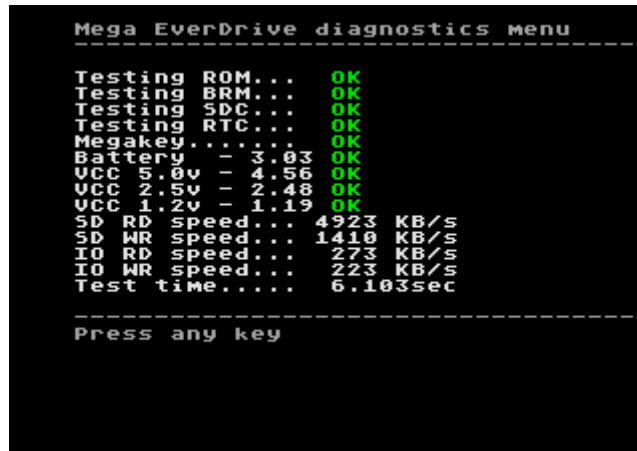 Mega EverDrive diagnostics menu
-----------------------------------
Testing ROM... OK
Testing BRM... OK
Testing SDC... OK
Testing RTC... OK
Megakey....... OK
Battery - 3.03 OK
VCC 5.0v - 4.56 OK
VCC 2.5v - 2.48 OK
VCC 1.2v - 1.19 OK
SD RD speed... 4923 KB/s
SD WR speed... 1410 KB/s
IO RD speed... 273 KB/s
IO WR speed... 223 KB/s
Test time..... 6.103sec
-----------------------------------
Press any key